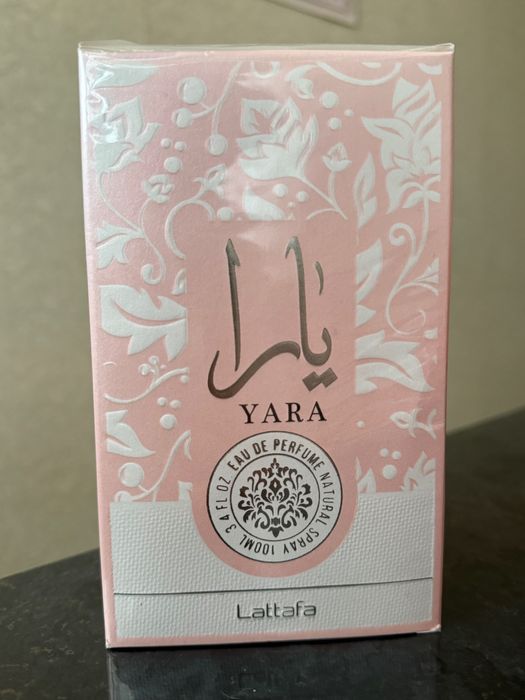 يارا
YARA
EAU DE PERFUME NATURAL SPRAY 100ML 3 4 FL OZ
Lattafa